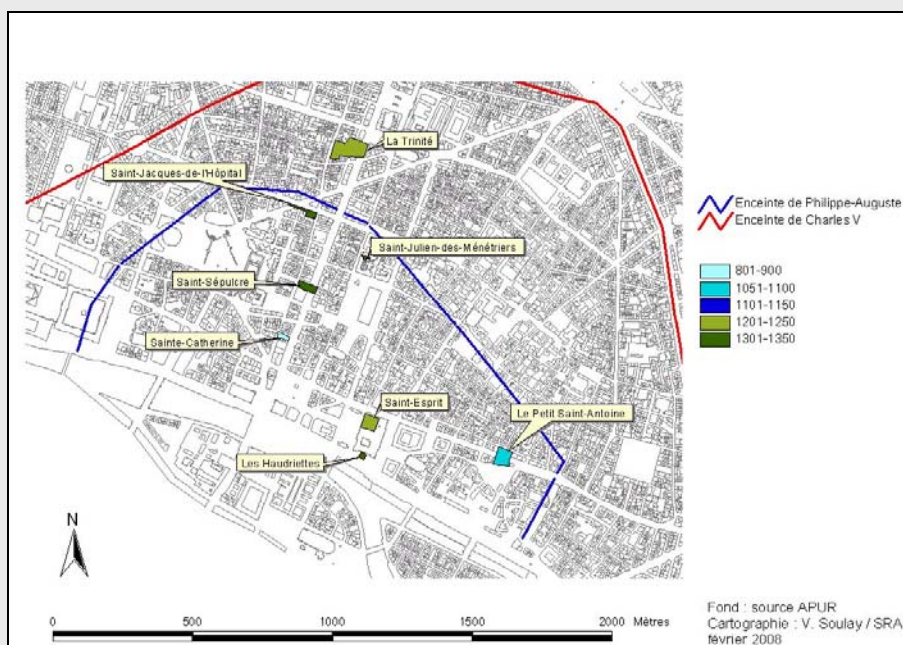 La Trinité
Saint-Jacques-de-l'Hôpital
Saint-Julien-des-Ménétriers
Saint-Sépulcre
Sainte-Catherine
Saint-Esprit
Le Petit Saint-Antoine
Les Haudriettes
Enceinte de Philippe-Auguste
Enceinte de Charles V
801-900
1051-1100
1101-1150
1201-1250
1301-1350
N
0 500 1000 1500 2000 Mètres
Fond : source APUR
Cartographie : V. Soulay / SRA
février 2008